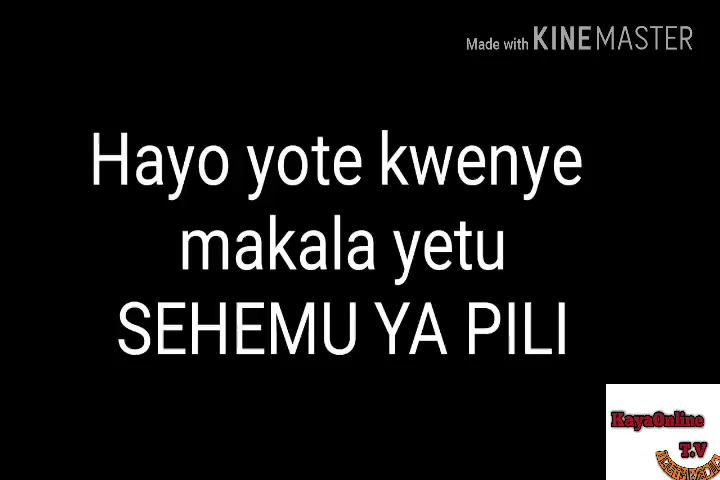 Made with KINEMASTER
Hayo yote kwenye
makala yetu
SEHEMU YA PILI
KayaOnline
T.V